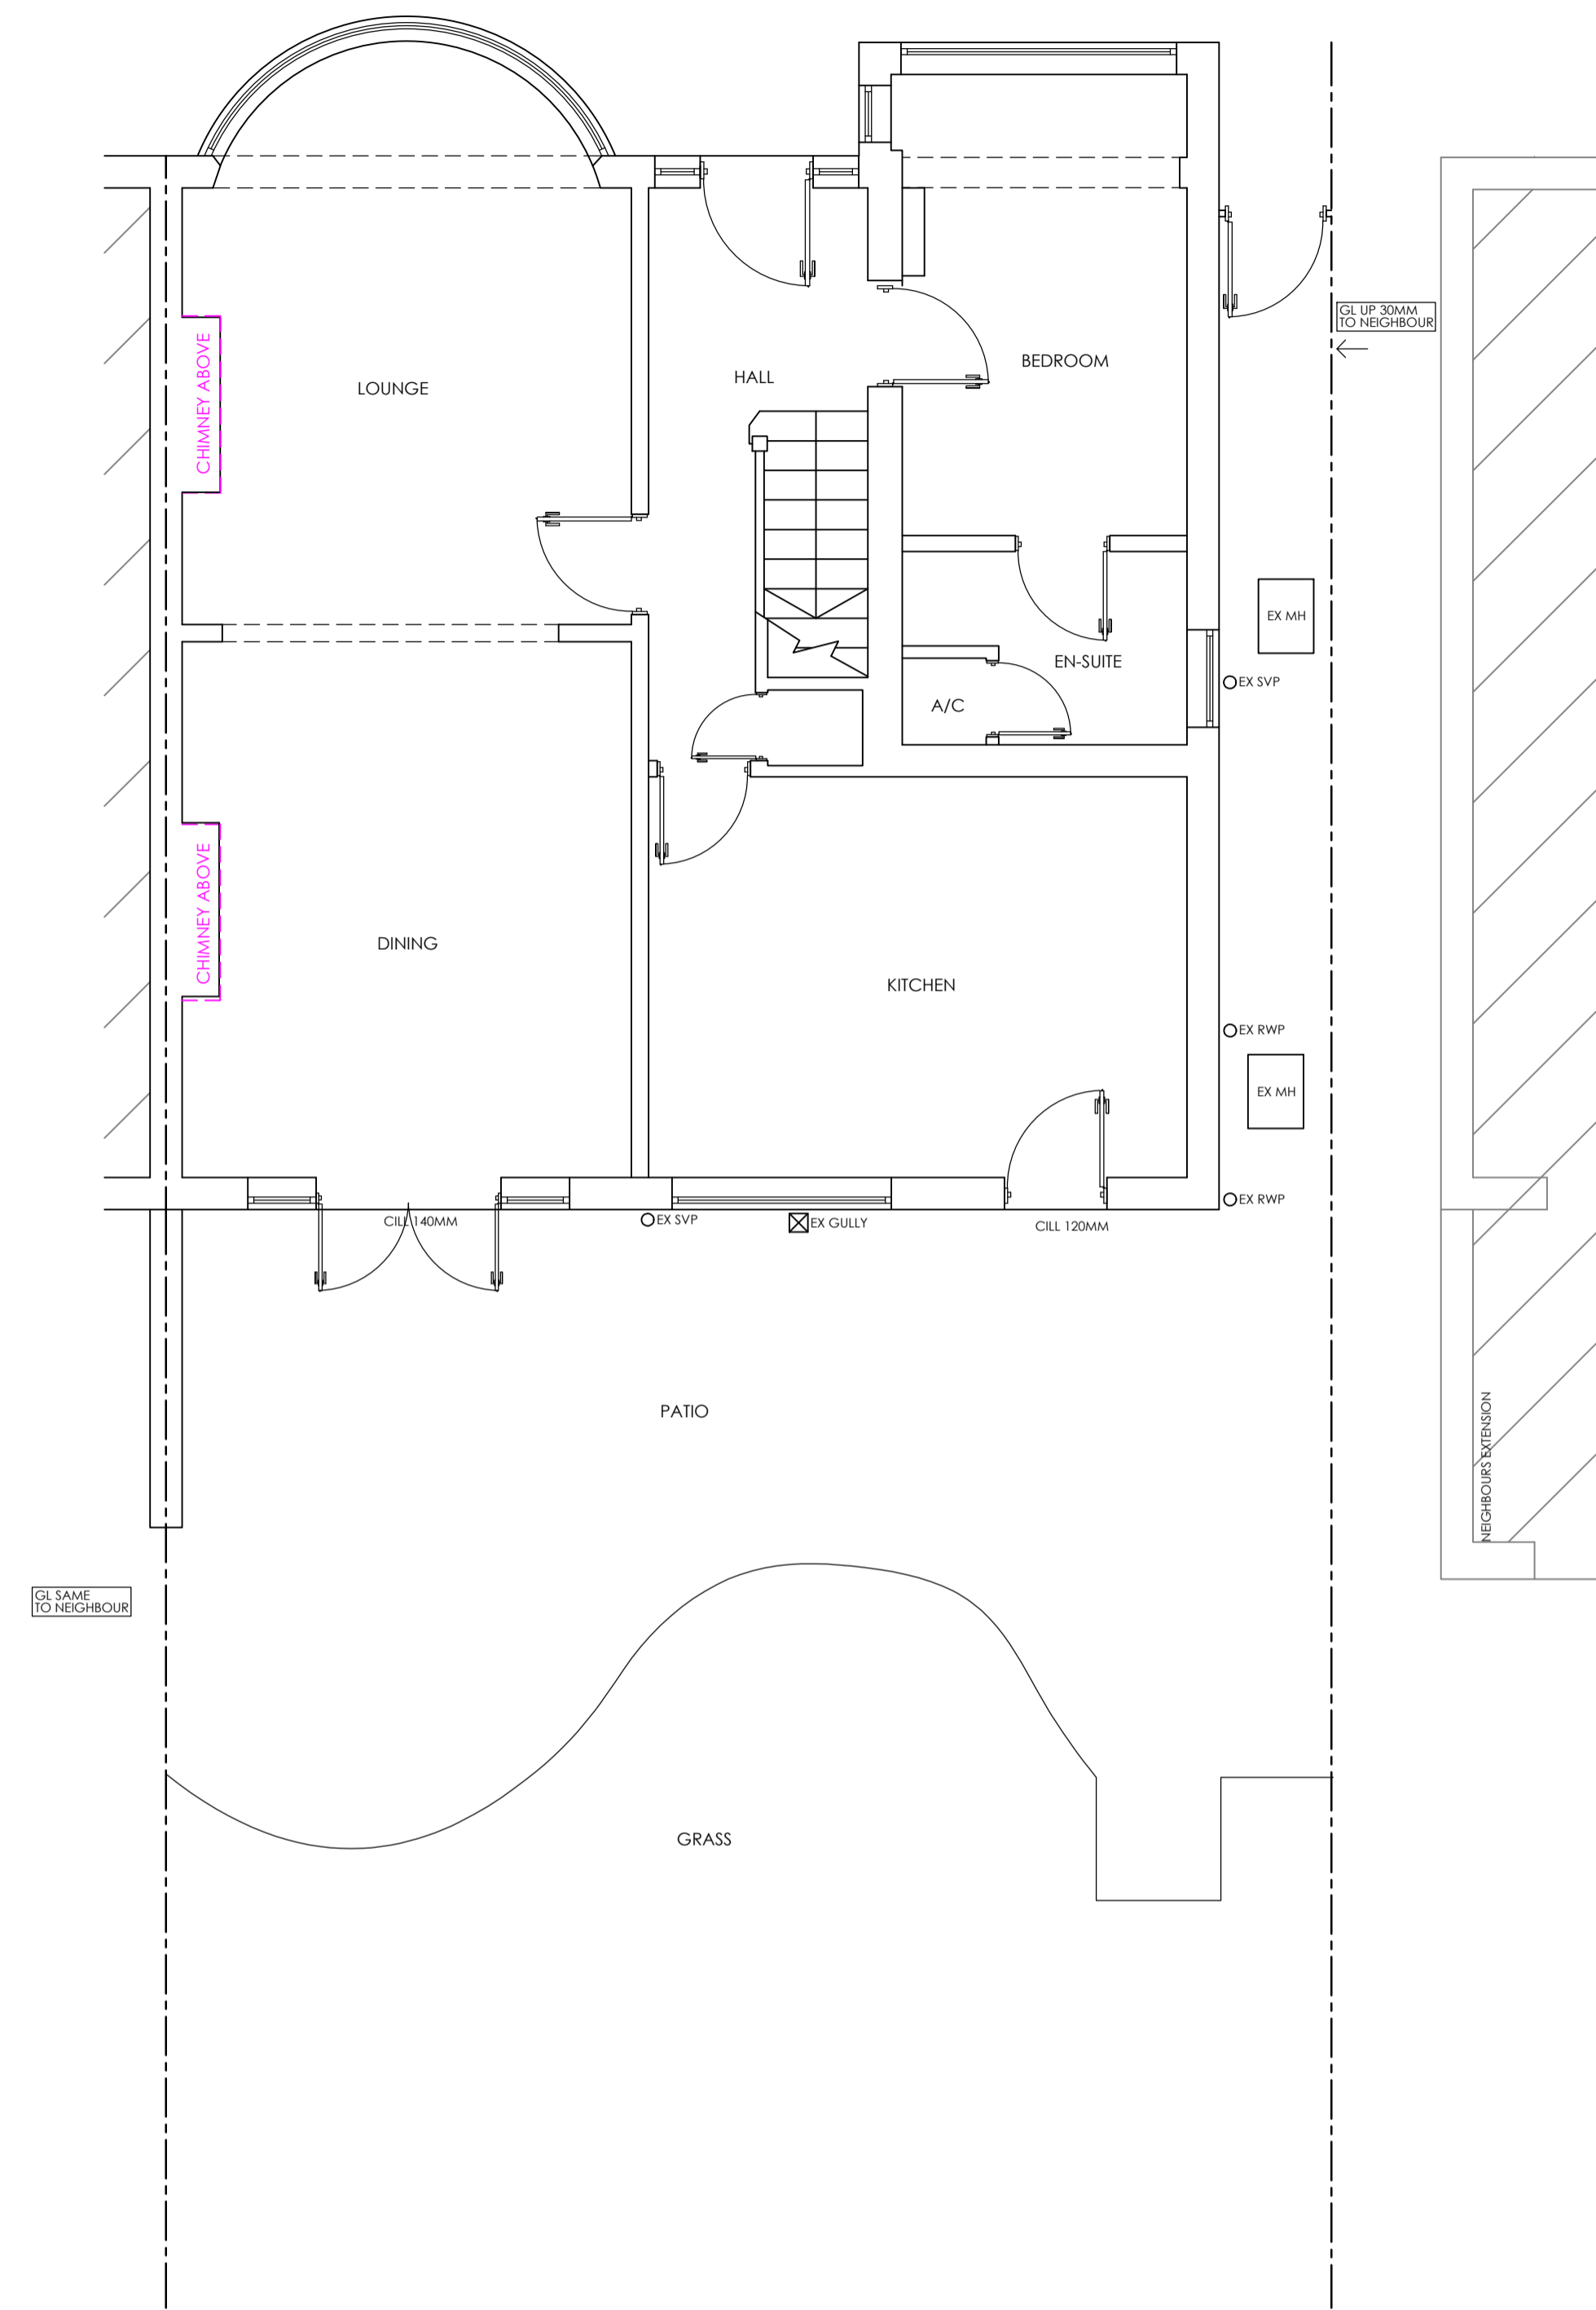 GL UP 30MM
TO NEIGHBOUR
CHIMNEY ABOVE
LOUNGE
HALL
BEDROOM
EX MH
EN-SUITE
EX SVP
A/C
CHIMNEY ABOVE
DINING
KITCHEN
EX RWP
EX MH
EX RWP
CILL 140MM
EX SVP
EX GULLY
CILL 120MM
PATIO
NEIGHBOURS EXTENSION
GL SAME
TO NEIGHBOUR
GRASS